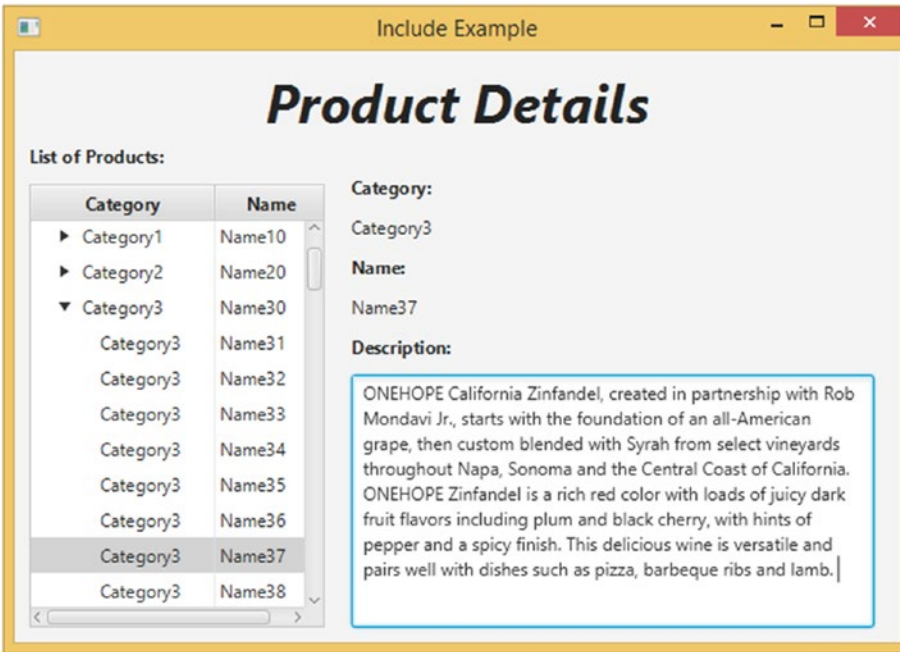 Include Example
Product Details
List of Products:
Category Name
Category1 Name10
Category2 Name20
Category3 Name30
Category3 Name31
Category3 Name32
Category3 Name33
Category3 Name34
Category3 Name35
Category3 Name36
Category3 Name37
Category3 Name38
Category:
Category3
Name:
Name37
Description:
ONEHOPE California Zinfandel, created in partnership with Rob
Mondavi Jr., starts with the foundation of an all-American
grape, then custom blended with Syrah from select vineyards
throughout Napa, Sonoma and the Central Coast of California.
ONEHOPE Zinfandel is a rich red color with loads of juicy dark
fruit flavors including plum and black cherry, with hints of
pepper and a spicy finish. This delicious wine is versatile and
pairs well with dishes such as pizza, barbeque ribs and lamb.